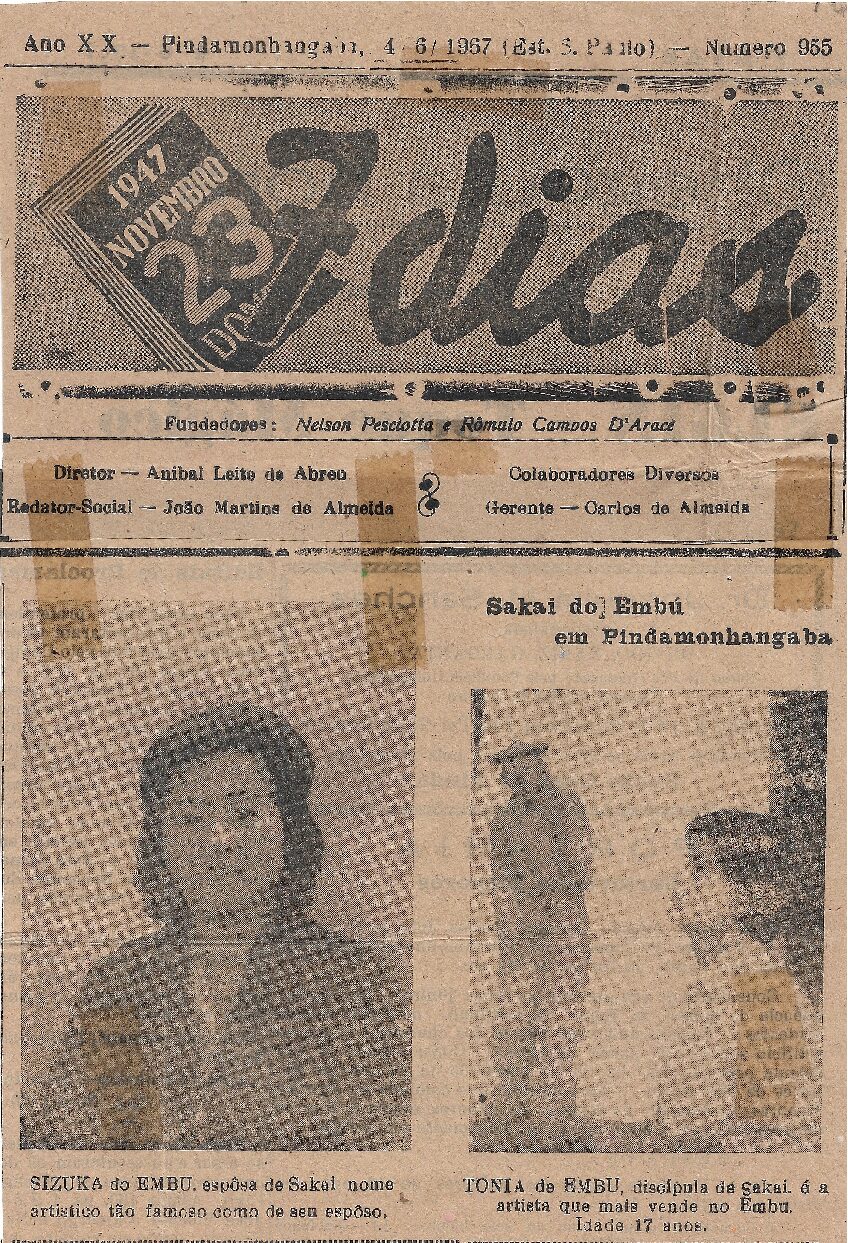 Ano XX — Pindamonhangaba, 4/6/1967 (Est. S. Paulo) — Numero 955
1947
NOVEMBRO
23
DOM
7 dias
Fundadores: Nelson Pesciotta e Rômulo Campos D'Arace
Diretor — Anibal Leite de Abreu
Redator-Social — João Martins de Almeida
Colaboradores Diversos
Gerente — Carlos de Almeida
Sakai do Embú
em Pindamonhangaba
SIZUKA do EMBU, espôsa de Sakai nome
artistico tão famoso como de seu espôso.
TONIA de EMBU, discípula de Sakai, é a
artista que mais vende no Embu.
Idade 17 anos.